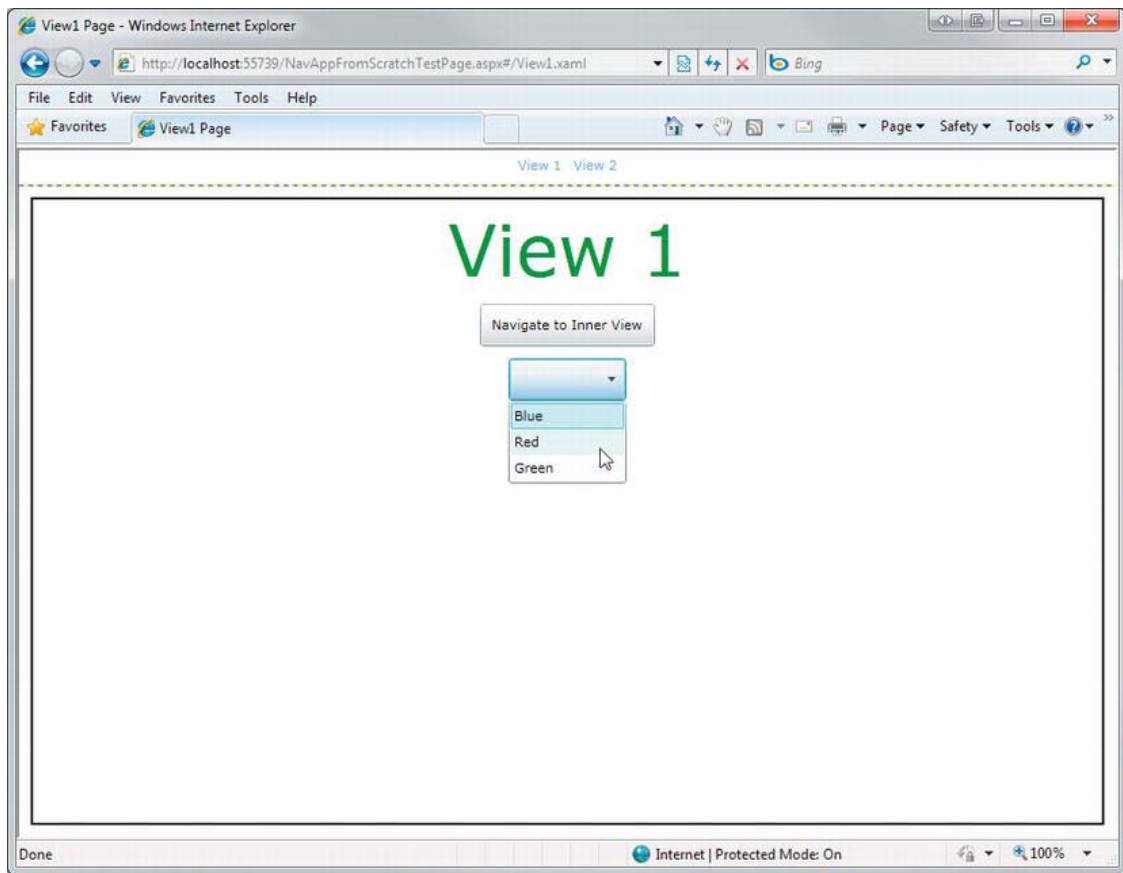 View1 Page - Windows Internet Explorer
http://localhost:55739/NavAppFromScratchTestPage.aspx#/View1.xaml
Bing
File Edit View Favorites Tools Help
Favorites View1 Page Page Safety Tools
View 1 View 2
View 1
Navigate to Inner View
Blue
Red
Green
Done Internet | Protected Mode: On 100%